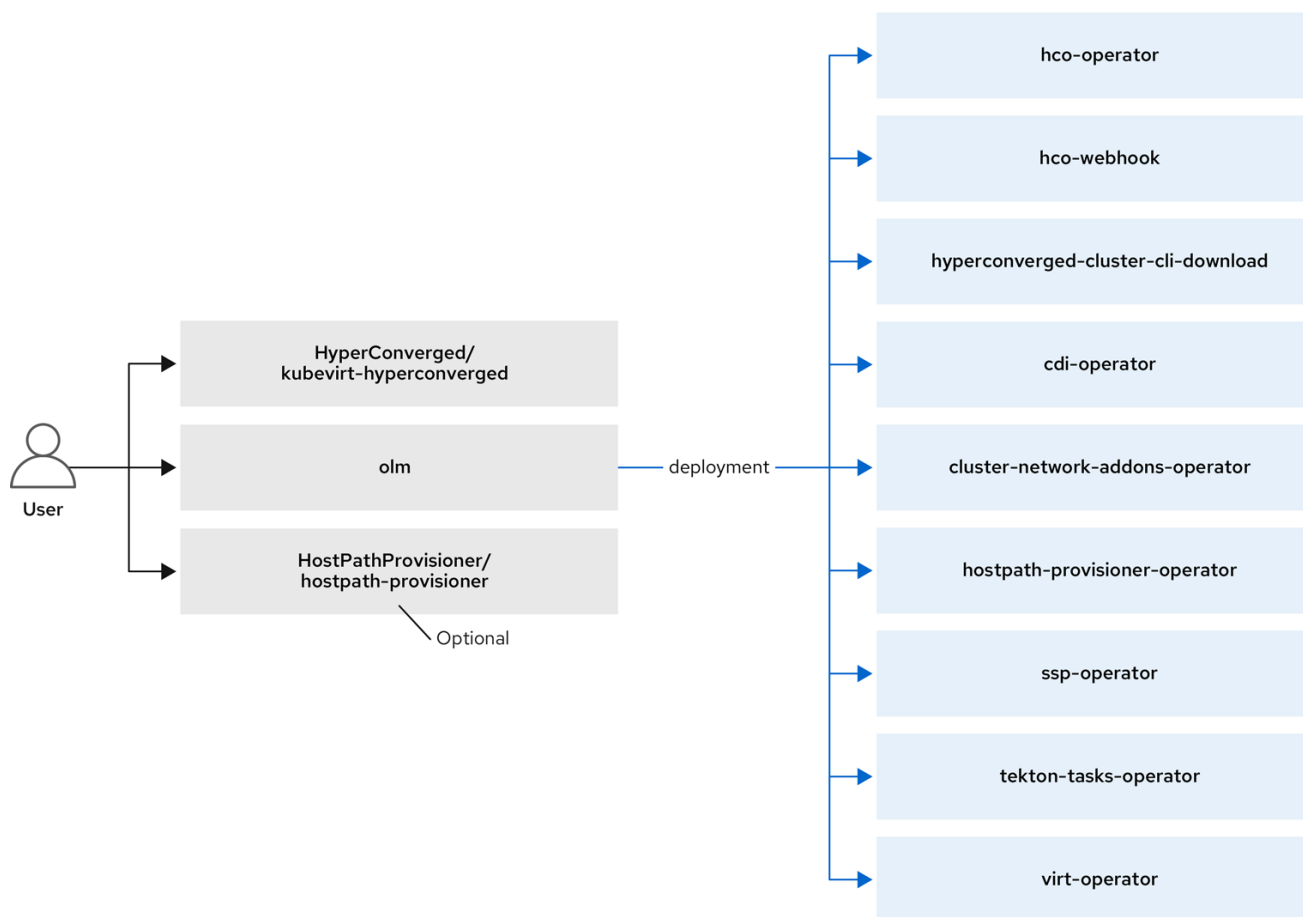 User
HyperConverged/
kubevirt-hyperconverged
olm
HostPathProvisioner/
hostpath-provisioner
Optional
deployment
hco-operator
hco-webhook
hyperconverged-cluster-cli-download
cdi-operator
cluster-network-addons-operator
hostpath-provisioner-operator
ssp-operator
tekton-tasks-operator
virt-operator